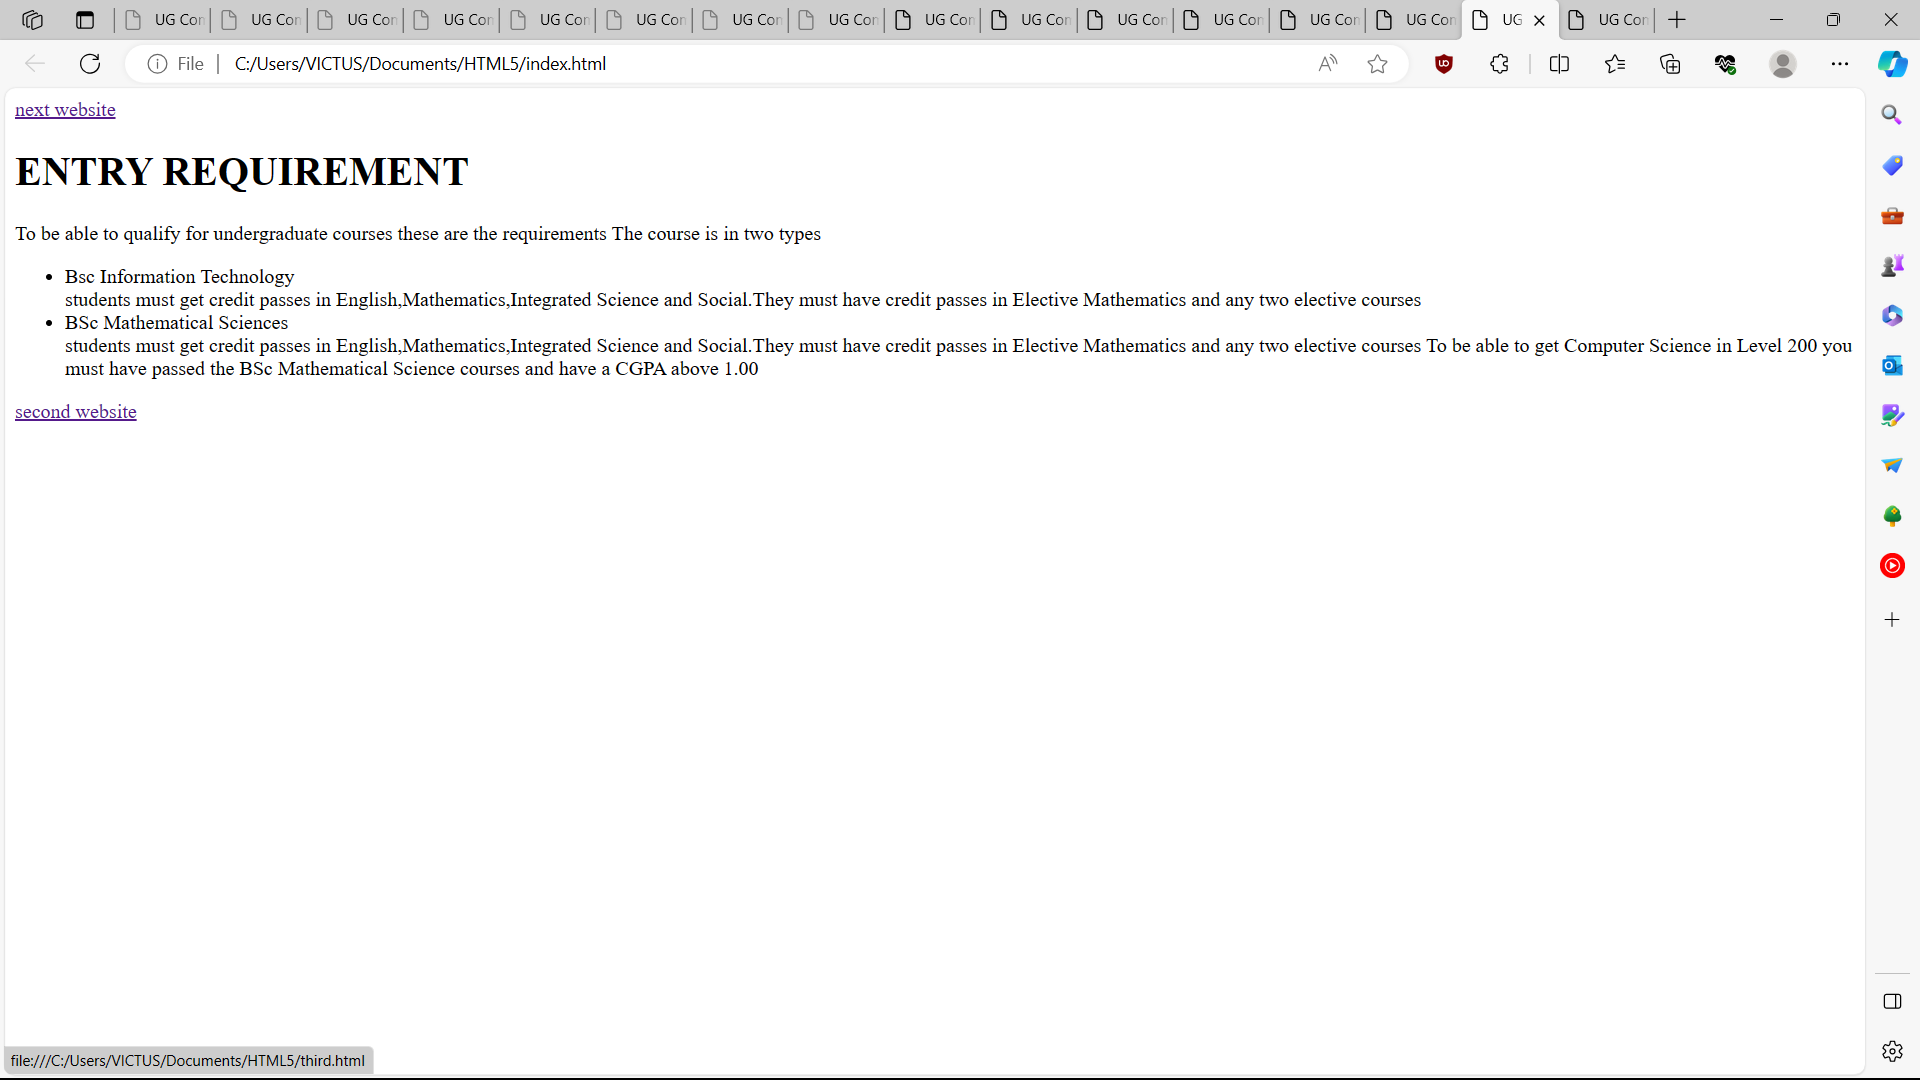 UG Con UG Con UG Con UG Con UG Con UG Con UG Con UG Con UG Con UG Con UG Con UG Con UG Con UG Con UG UG Con
File C:/Users/VICTUS/Documents/HTML5/index.html
next website
ENTRY REQUIREMENT
To be able to qualify for undergraduate courses these are the requirements The course is in two types
• Bsc Information Technology
students must get credit passes in English,Mathematics,Integrated Science and Social.They must have credit passes in Elective Mathematics and any two elective courses
• BSc Mathematical Sciences
students must get credit passes in English,Mathematics,Integrated Science and Social.They must have credit passes in Elective Mathematics and any two elective courses To be able to get Computer Science in Level 200 you
must have passed the BSc Mathematical Science courses and have a CGPA above 1.00
second website
file:///C:/Users/VICTUS/Documents/HTML5/third.html